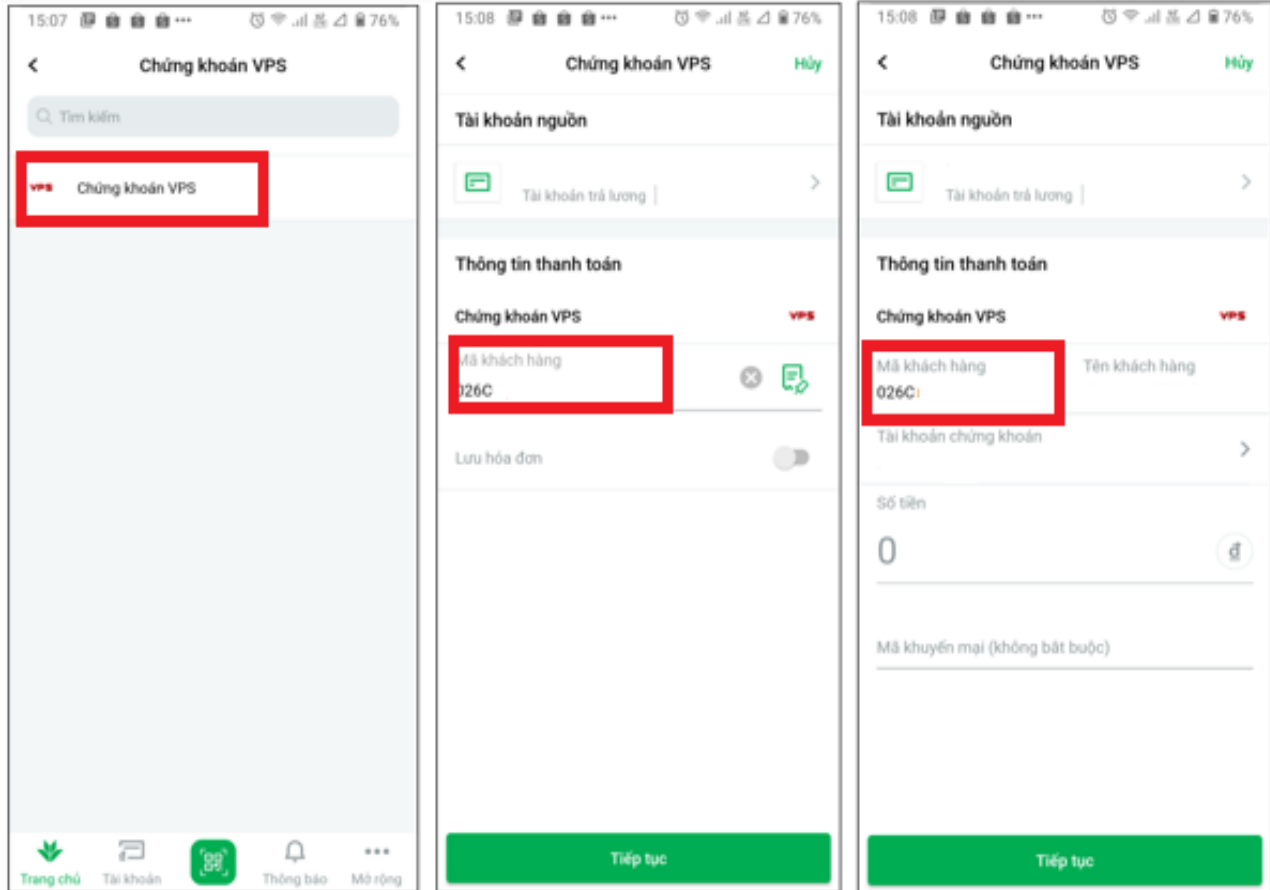 15:07
76%
Chứng khoán VPS
Tìm kiếm
VPS Chứng khoán VPS
Trang chủ
Tài khoản
Thông báo
Mở rộng
15:08
76%
Chứng khoán VPS
Hủy
Tài khoản nguồn
Tài khoản trả lương
Thông tin thanh toán
Chứng khoán VPS
VPS
Mã khách hàng
026C
Lưu hóa đơn
Tiếp tục
15:08
76%
Chứng khoán VPS
Hủy
Tài khoản nguồn
Tài khoản trả lương
Thông tin thanh toán
Chứng khoán VPS
VPS
Mã khách hàng
Tên khách hàng
026C
Tài khoản chứng khoán
Số tiền
0
đ
Mã khuyến mại (không bắt buộc)
Tiếp tục